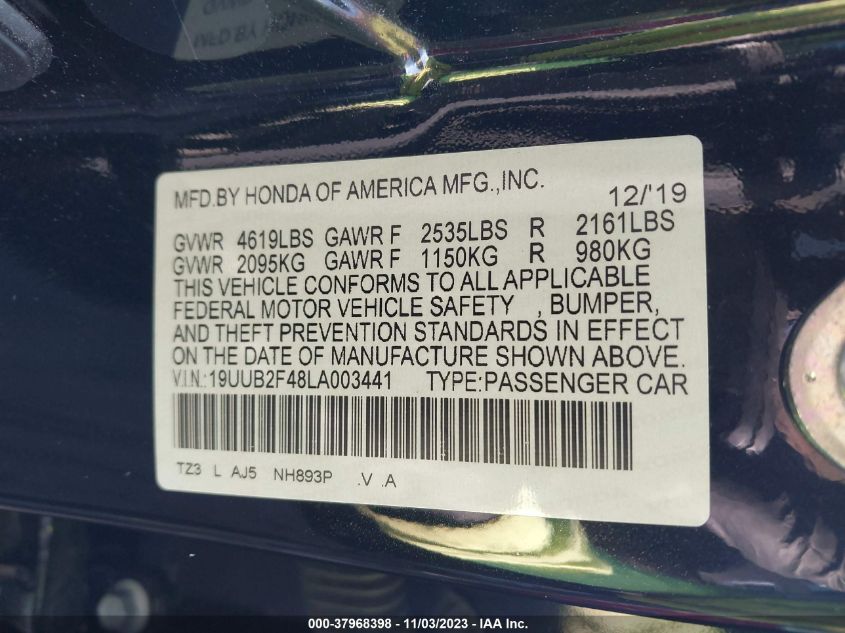 MFD.BY HONDA OF AMERICA MFG.,INC. 12/'19
GVWR 4619LBS GAWR F 2535LBS R 2161LBS
GVWR 2095KG GAWR F 1150KG R 980KG
THIS VEHICLE CONFORMS TO ALL APPLICABLE
FEDERAL MOTOR VEHICLE SAFETY , BUMPER,
AND THEFT PREVENTION STANDARDS IN EFFECT
ON THE DATE OF MANUFACTURE SHOWN ABOVE.
V.I.N.:19UUB2F48LA003441 TYPE:PASSENGER CAR
TZ3 L AJ5 NH893P .V .A
000-37968398 - 11/03/2023 - IAA Inc.